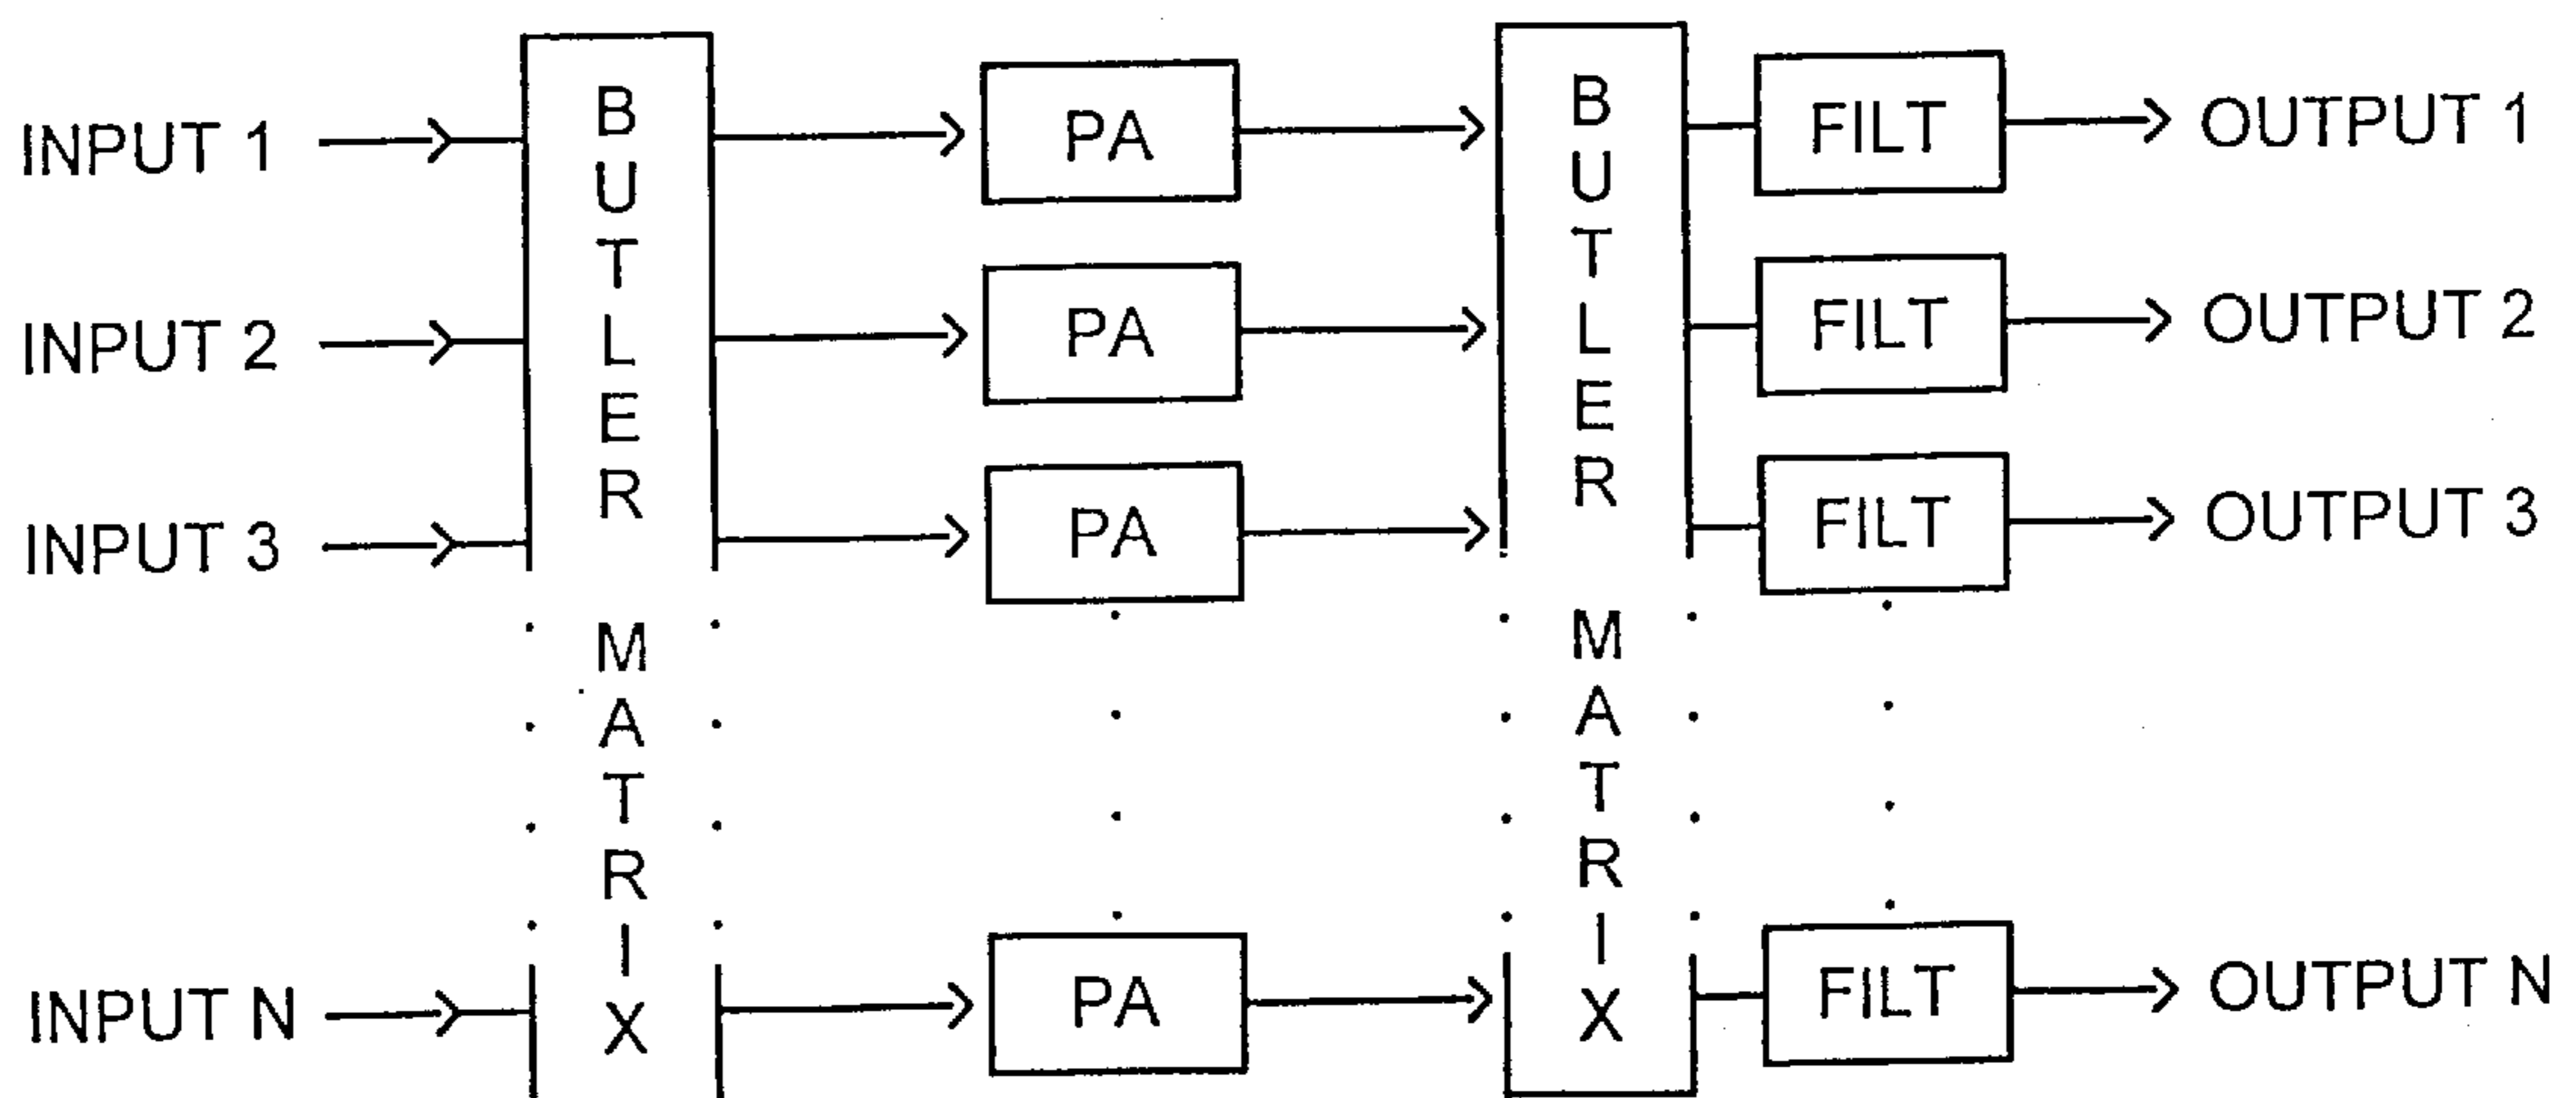 INPUT 1
INPUT 2
INPUT 3
INPUT N
BUTLER MATRIX
PA
PA
PA
PA
BUTLER MATRIX
FILT
FILT
FILT
FILT
OUTPUT 1
OUTPUT 2
OUTPUT 3
OUTPUT N